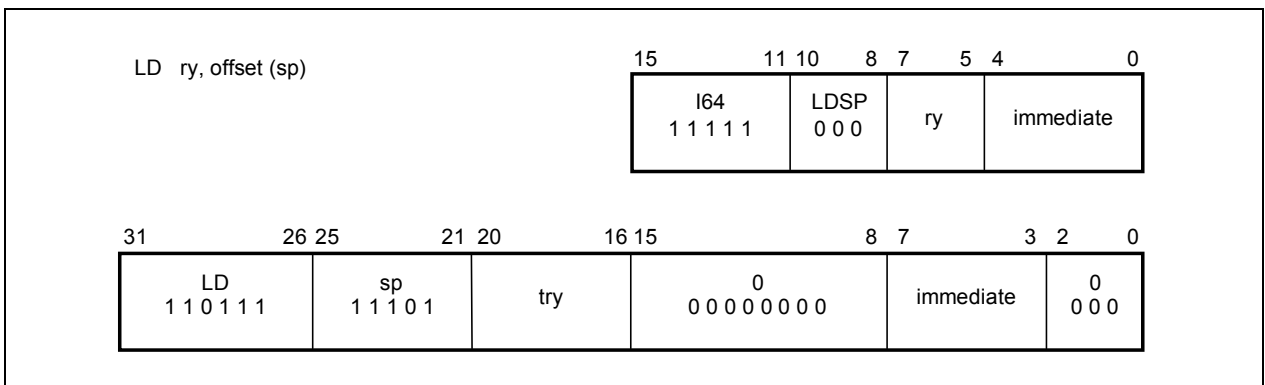 LD ry, offset (sp)
15 11 10 8 7 5 4 0
I64 LDSP ry immediate
1 1 1 1 1 0 0 0
31 26 25 21 20 16 15 8 7 3 2 0
LD sp try 0 immediate 0
1 1 0 1 1 1 1 1 1 0 1 0 0 0 0 0 0 0 0 0 0 0